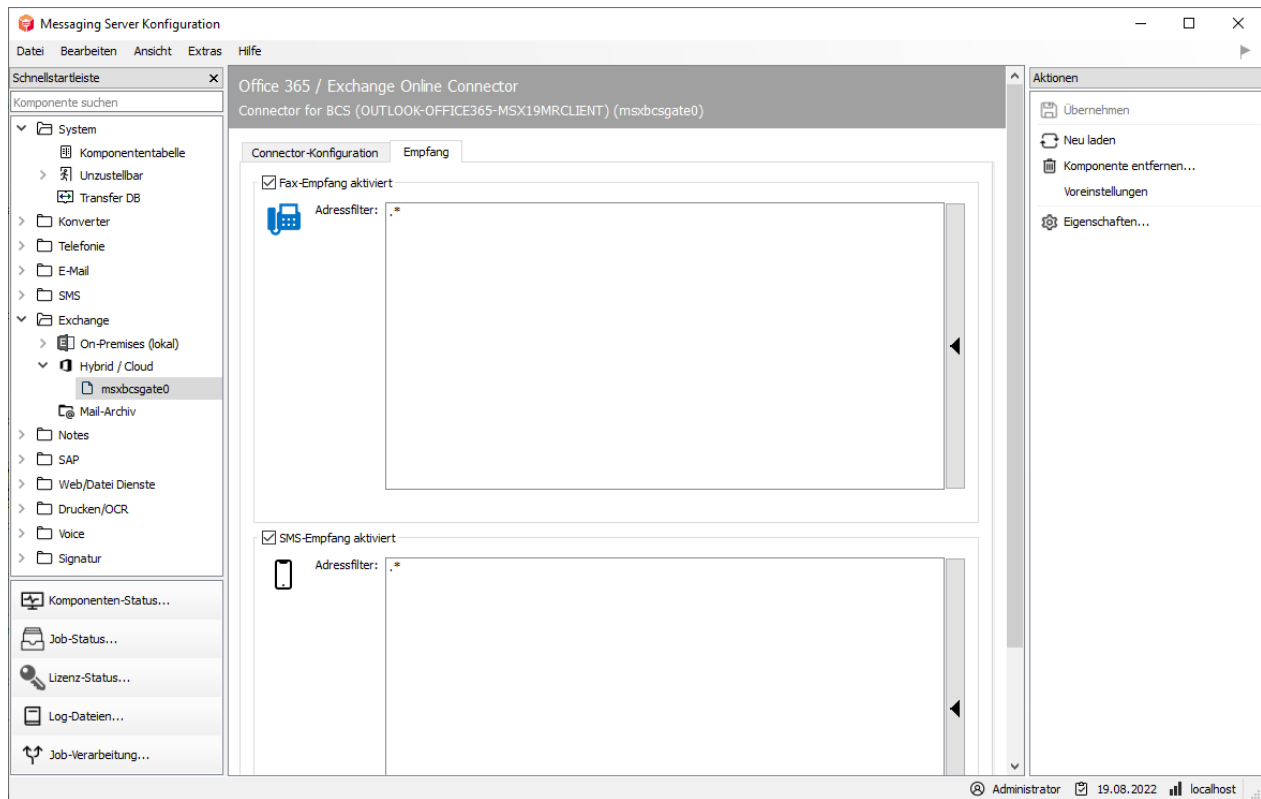 Messaging Server Konfiguration
Datei Bearbeiten Ansicht Extras Hilfe
Schnellstartleiste
Komponente suchen
System
Komponententabelle
Unzustellbar
Transfer DB
Konverter
Telefonie
E-Mail
SMS
Exchange
On-Premises (lokal)
Hybrid / Cloud
msxbcsgate0
Mail-Archiv
Notes
SAP
Web/Datei Dienste
Drucken/OCR
Voice
Signatur
Komponenten-Status...
Job-Status...
Lizenz-Status...
Log-Dateien...
Job-Verarbeitung...
Office 365 / Exchange Online Connector
Connector for BCS (OUTLOOK-OFFICE365-MSX19MRCLIENT) (msxbcsgate0)
Connector-Konfiguration Empfang
Fax-Empfang aktiviert
Adressfilter: .*
SMS-Empfang aktiviert
Adressfilter: .*
Aktionen
Übernehmen
Neu laden
Komponente entfernen...
Voreinstellungen
Eigenschaften...
Administrator 19.08.2022 localhost